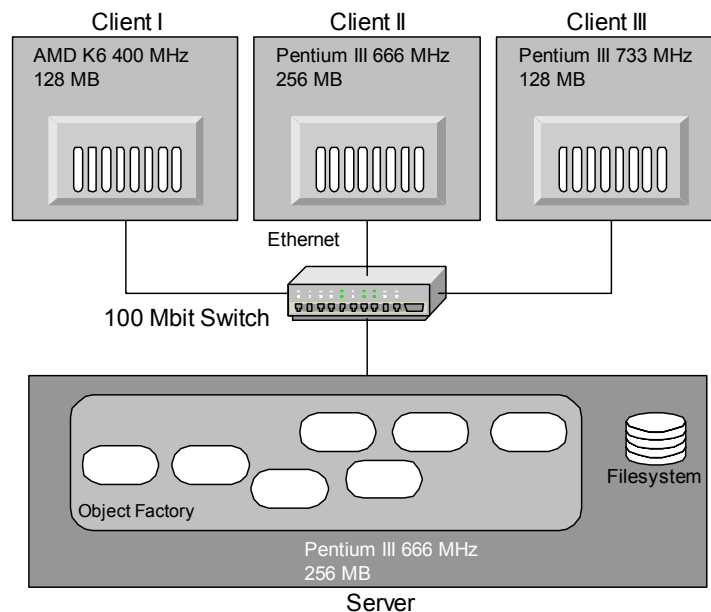 Client I
Client II
Client III
AMD K6 400 MHz
128 MB
Pentium III 666 MHz
256 MB
Pentium III 733 MHz
128 MB
Ethernet
100 Mbit Switch
Object Factory
Filesystem
Pentium III 666 MHz
256 MB
Server